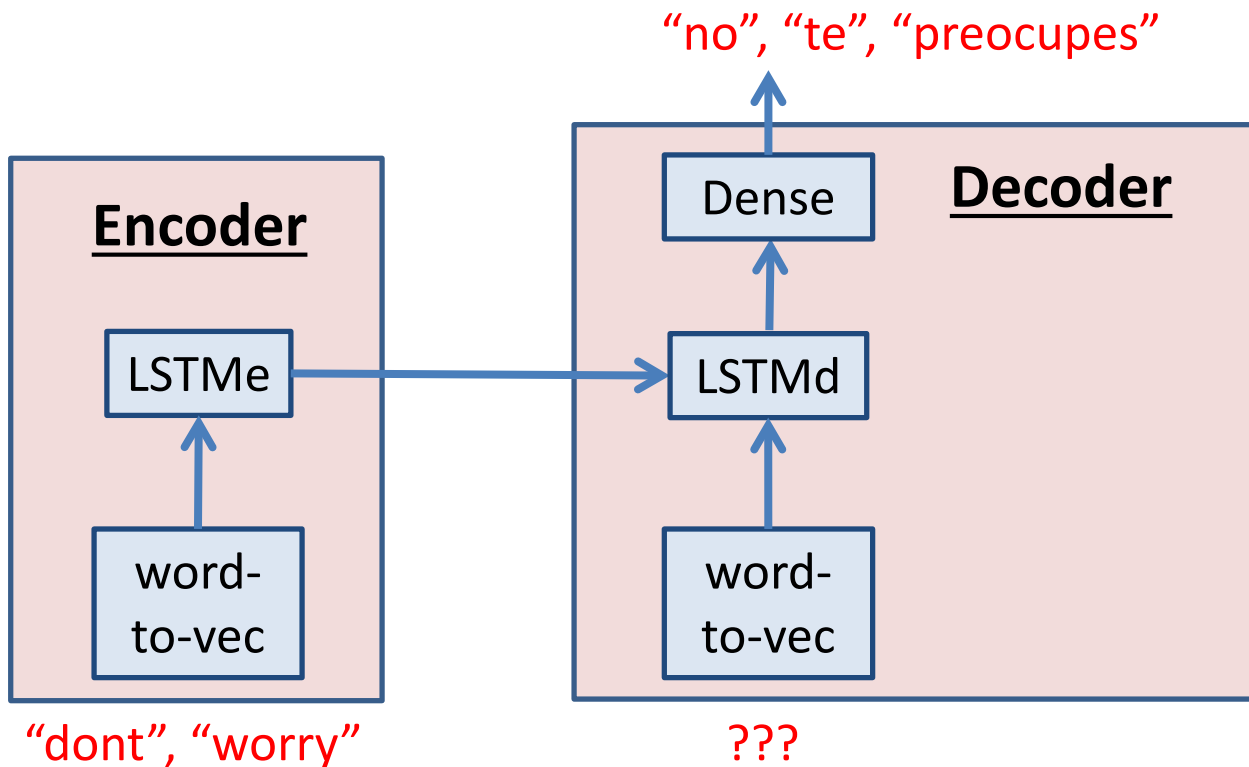 “no”, “te”, “preocupes”
Encoder
LSTMe
word-
to-vec
“dont”, “worry”
Decoder
Dense
LSTMd
word-
to-vec
???